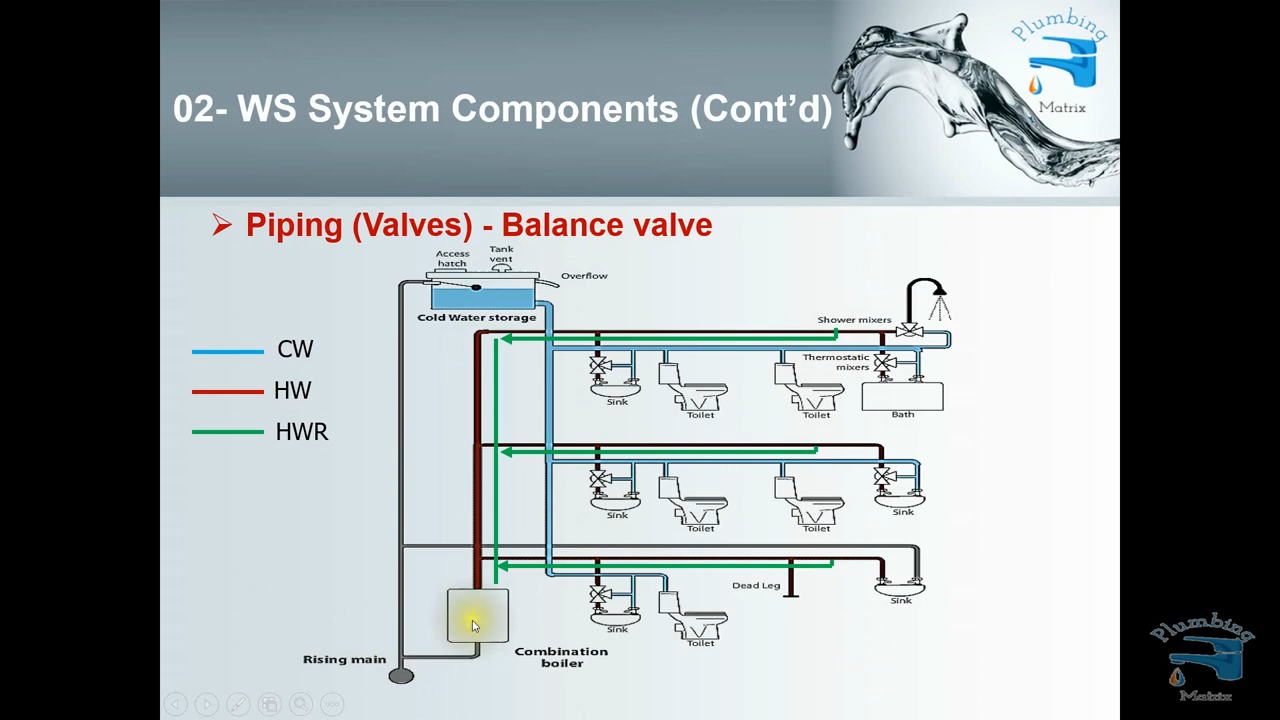 Plumbing
Matrix
02- WS System Components (Cont’d)
Piping (Valves) - Balance valve
Access
hatch
Tank
vent
Overflow
Cold Water storage
Shower mixers
CW
HW
HWR
Thermostatic
mixers
Sink
Toilet
Toilet
Bath
Sink
Toilet
Toilet
Sink
Dead Leg
Sink
Sink
Toilet
Rising main
Combination
boiler
Plumbing
Matrix